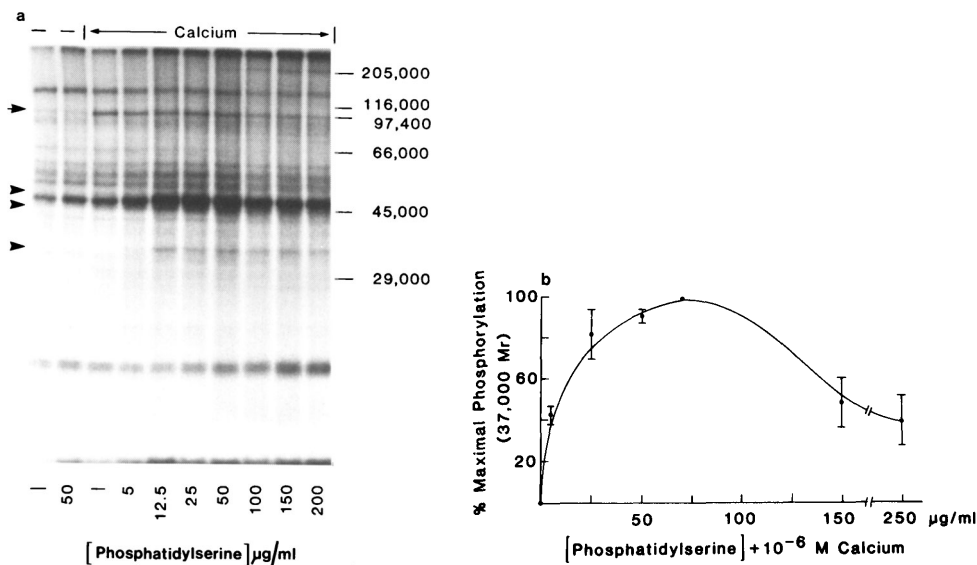 a
— — | Calcium |
205,000
116,000
97,400
66,000
45,000
29,000
— 50 — 5 12.5 25 50 100 150 200
[Phosphatidylserine] µg/ml
b
% Maximal Phosphorylation
(37,000 Mr)
100
60
20
50 100 150 250 µg/ml
[Phosphatidylserine] + 10⁻⁶ M Calcium